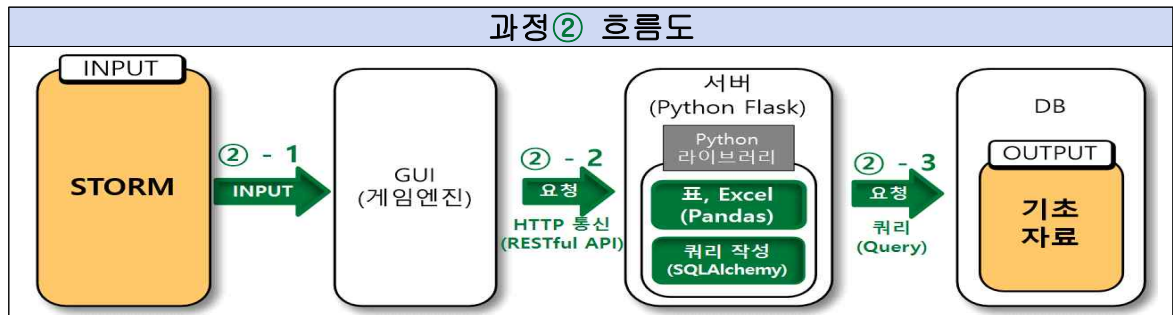 과정② 흐름도
INPUT
STORM
② - 1
INPUT
GUI
(게임엔진)
② - 2
요청
HTTP 통신
(RESTful API)
서버
(Python Flask)
Python
라이브러리
표, Excel
(Pandas)
쿼리 작성
(SQLAlchemy)
② - 3
요청
쿼리
(Query)
DB
OUTPUT
기초
자료